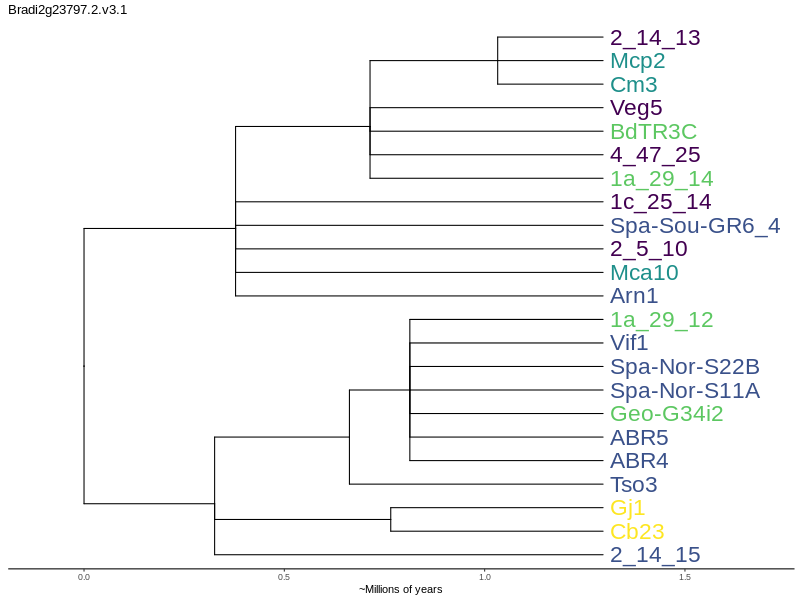 Bradi2g23797.2.v3.1
2_14_13
Mcp2
Cm3
Veg5
BdTR3C
4_47_25
1a_29_14
1c_25_14
Spa-Sou-GR6_4
2_5_10
Mca10
Arn1
1a_29_12
Vif1
Spa-Nor-S22B
Spa-Nor-S11A
Geo-G34i2
ABR5
ABR4
Tso3
Gj1
Cb23
2_14_15
0.0 0.5 1.0 1.5
~Millions of years